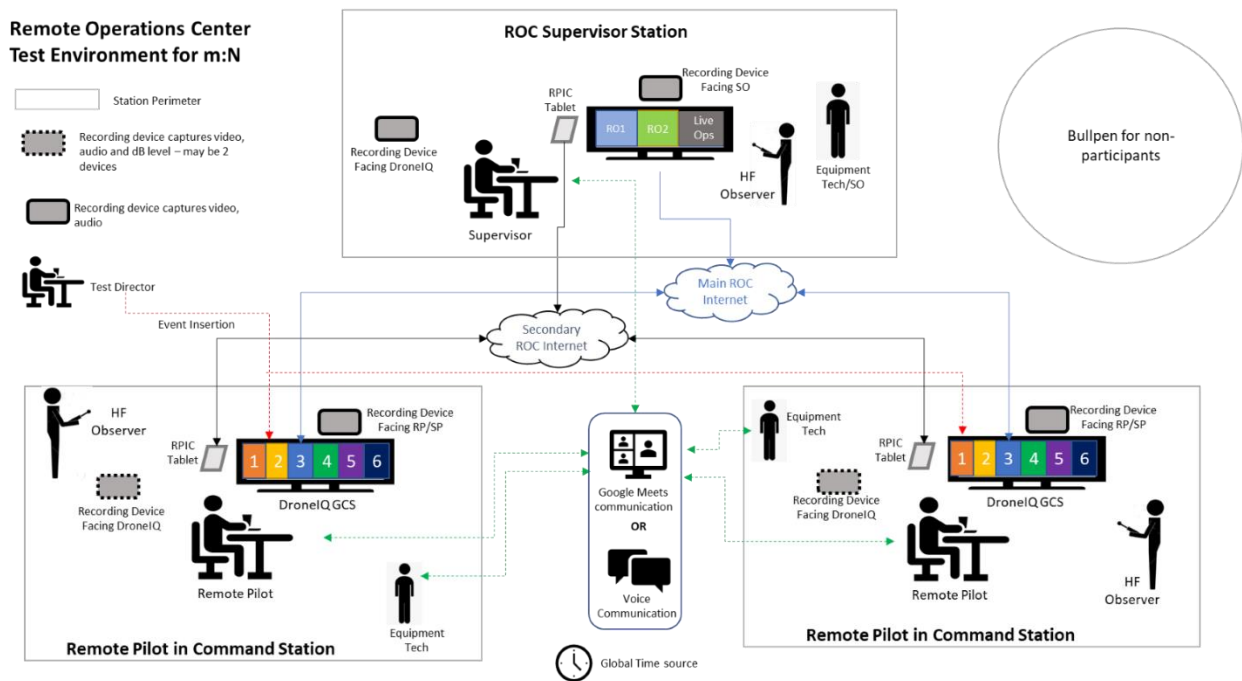 Remote Operations Center
Test Environment for m:N
Station Perimeter
Recording device captures video,
audio and dB level – may be 2
devices
Recording device captures video,
audio
Test Director
Event Insertion
ROC Supervisor Station
Recording Device
Facing SO
RPIC
Tablet
RO1
RO2
Live
Ops
Recording Device
Facing DroneIQ
Supervisor
HF
Observer
Equipment
Tech/SO
Bullpen for non-
participants
Main ROC
Internet
Secondary
ROC Internet
HF
Observer
Recording Device
Facing RP/SP
RPIC
Tablet
1 2 3 4 5 6
DroneIQ GCS
Recording Device
Facing DroneIQ
Remote Pilot
Equipment
Tech
Remote Pilot in Command Station
Google Meets
communication
OR
Voice
Communication
Global Time source
Equipment
Tech
Recording Device
Facing RP/SP
RPIC
Tablet
1 2 3 4 5 6
DroneIQ GCS
Recording Device
Facing DroneIQ
Remote Pilot
HF
Observer
Remote Pilot in Command Station